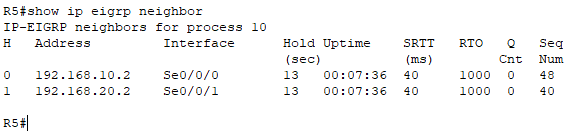 R5#show ip eigrp neighbor
IP-EIGRP neighbors for process 10
H   Address         Interface      Hold Uptime    SRTT   RTO   Q   Seq
                                   (sec)          (ms)        Cnt  Num
0   192.168.10.2    Se0/0/0        13   00:07:36  40     1000  0   48
1   192.168.20.2    Se0/0/1        13   00:07:36  40     1000  0   40
R5#